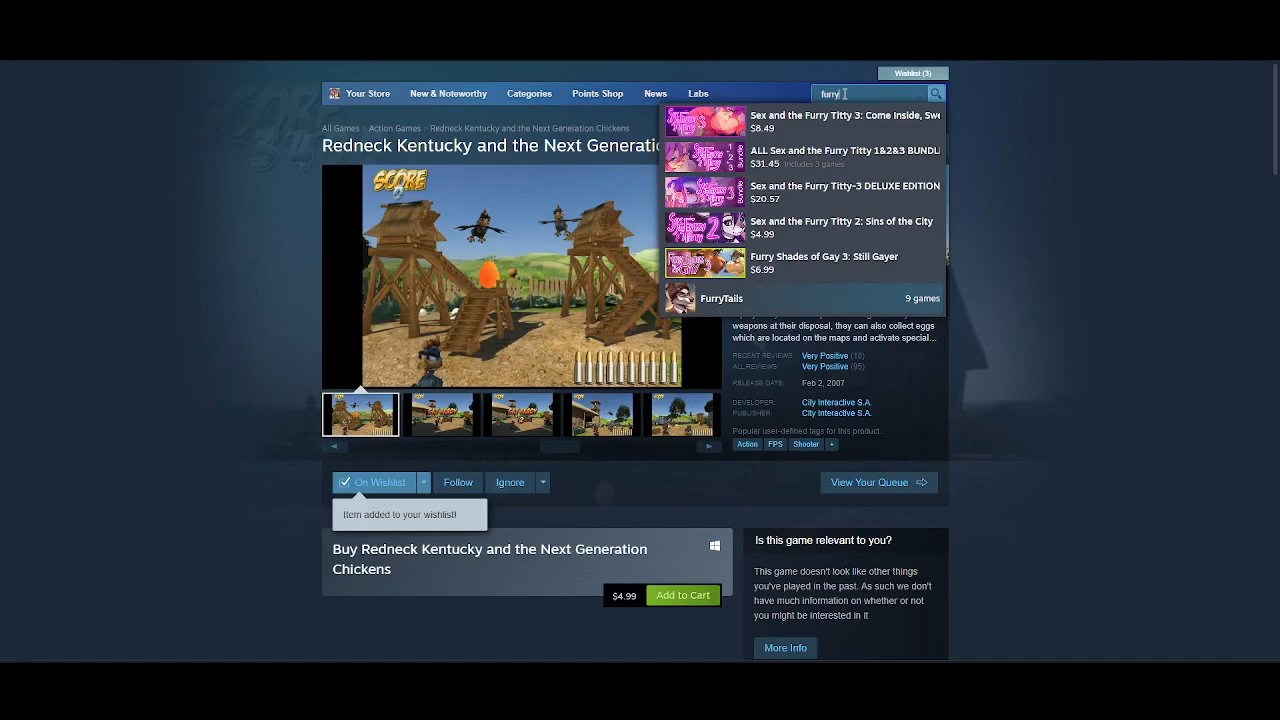 Wishlist (3)
Your Store New & Noteworthy Categories Points Shop News Labs furry
All Games > Action Games > Redneck Kentucky and the Next Generation Chickens
Redneck Kentucky and the Next Generatio
Sex and the Furry Titty 3: Come Inside, Swe
$8.49
ALL Sex and the Furry Titty 1&2&3 BUNDL
$31.45 Includes 3 games
Sex and the Furry Titty-3 DELUXE EDITION
$20.57
Sex and the Furry Titty 2: Sins of the City
$4.99
Furry Shades of Gay 3: Still Gayer
$6.99
FurryTails 9 games
SCORE
0
weapons at their disposal, they can also collect eggs
which are located on the maps and activate special...
RECENT REVIEWS: Very Positive (10)
ALL REVIEWS: Very Positive (95)
RELEASE DATE: Feb 2, 2007
DEVELOPER: City Interactive S.A.
PUBLISHER: City Interactive S.A.
Popular user-defined tags for this product:
Action FPS Shooter +
On Wishlist Follow Ignore View Your Queue
Item added to your wishlist!
Buy Redneck Kentucky and the Next Generation
Chickens
$4.99 Add to Cart
Is this game relevant to you?
This game doesn't look like other things
you've played in the past. As such we don't
have much information on whether or not
you might be interested in it
More Info